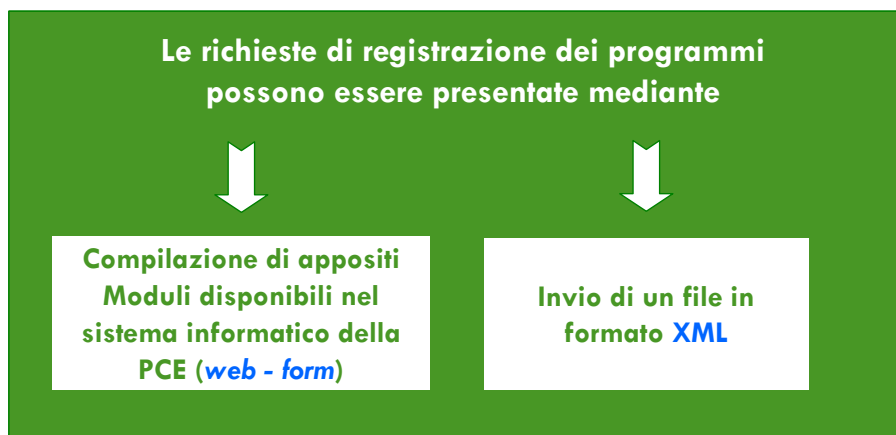 Le richieste di registrazione dei programmi
possono essere presentate mediante
Compilazione di appositi
Moduli disponibili nel
sistema informatico della
PCE (web - form)
Invio di un file in
formato XML